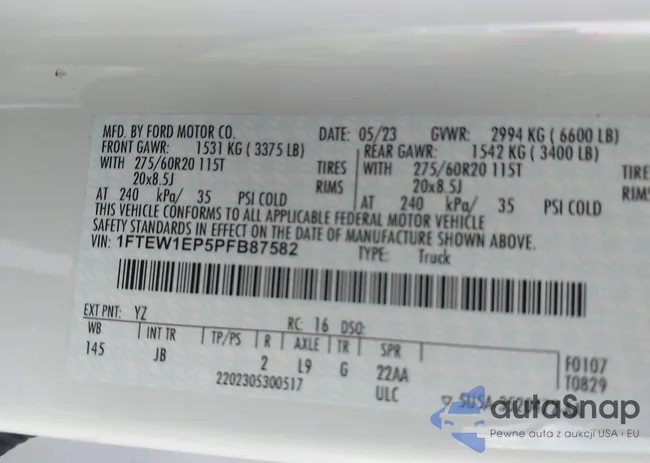 MFD. BY FORD MOTOR CO. DATE: 05/23 GVWR: 2994 KG ( 6600 LB)
FRONT GAWR: 1531 KG ( 3375 LB) REAR GAWR: 1542 KG ( 3400 LB)
WITH 275/60R20 115T TIRES WITH 275/60R20 115T TIRE
20x8.5J RIMS 20x8.5J RIMS
AT 240 kPa/ 35 PSI COLD AT 240 kPa/ 35 PSI COLD
THIS VEHICLE CONFORMS TO ALL APPLICABLE FEDERAL MOTOR VEHICLE
SAFETY STANDARDS IN EFFECT ON THE DATE OF MANUFACTURE SHOWN ABOVE.
VIN: 1FTEW1EP5PFB87582 TYPE: Truck
EXT PNT: YZ RC: 16 DSO:
WB INT TR TP/PS R AXLE TR SPR
145 JB 2 L9 G 22AA
F0107
T0829
2202305300517 ULC
autoSnap
Pewne auta z aukcji USA i EU